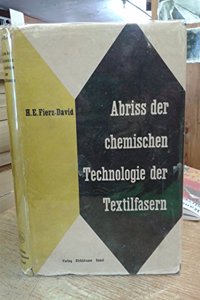 H.E. Fierz-David
Abriss der
chemischen
Technologie der
Textilfasern
Verlag Birkhäuser Basel